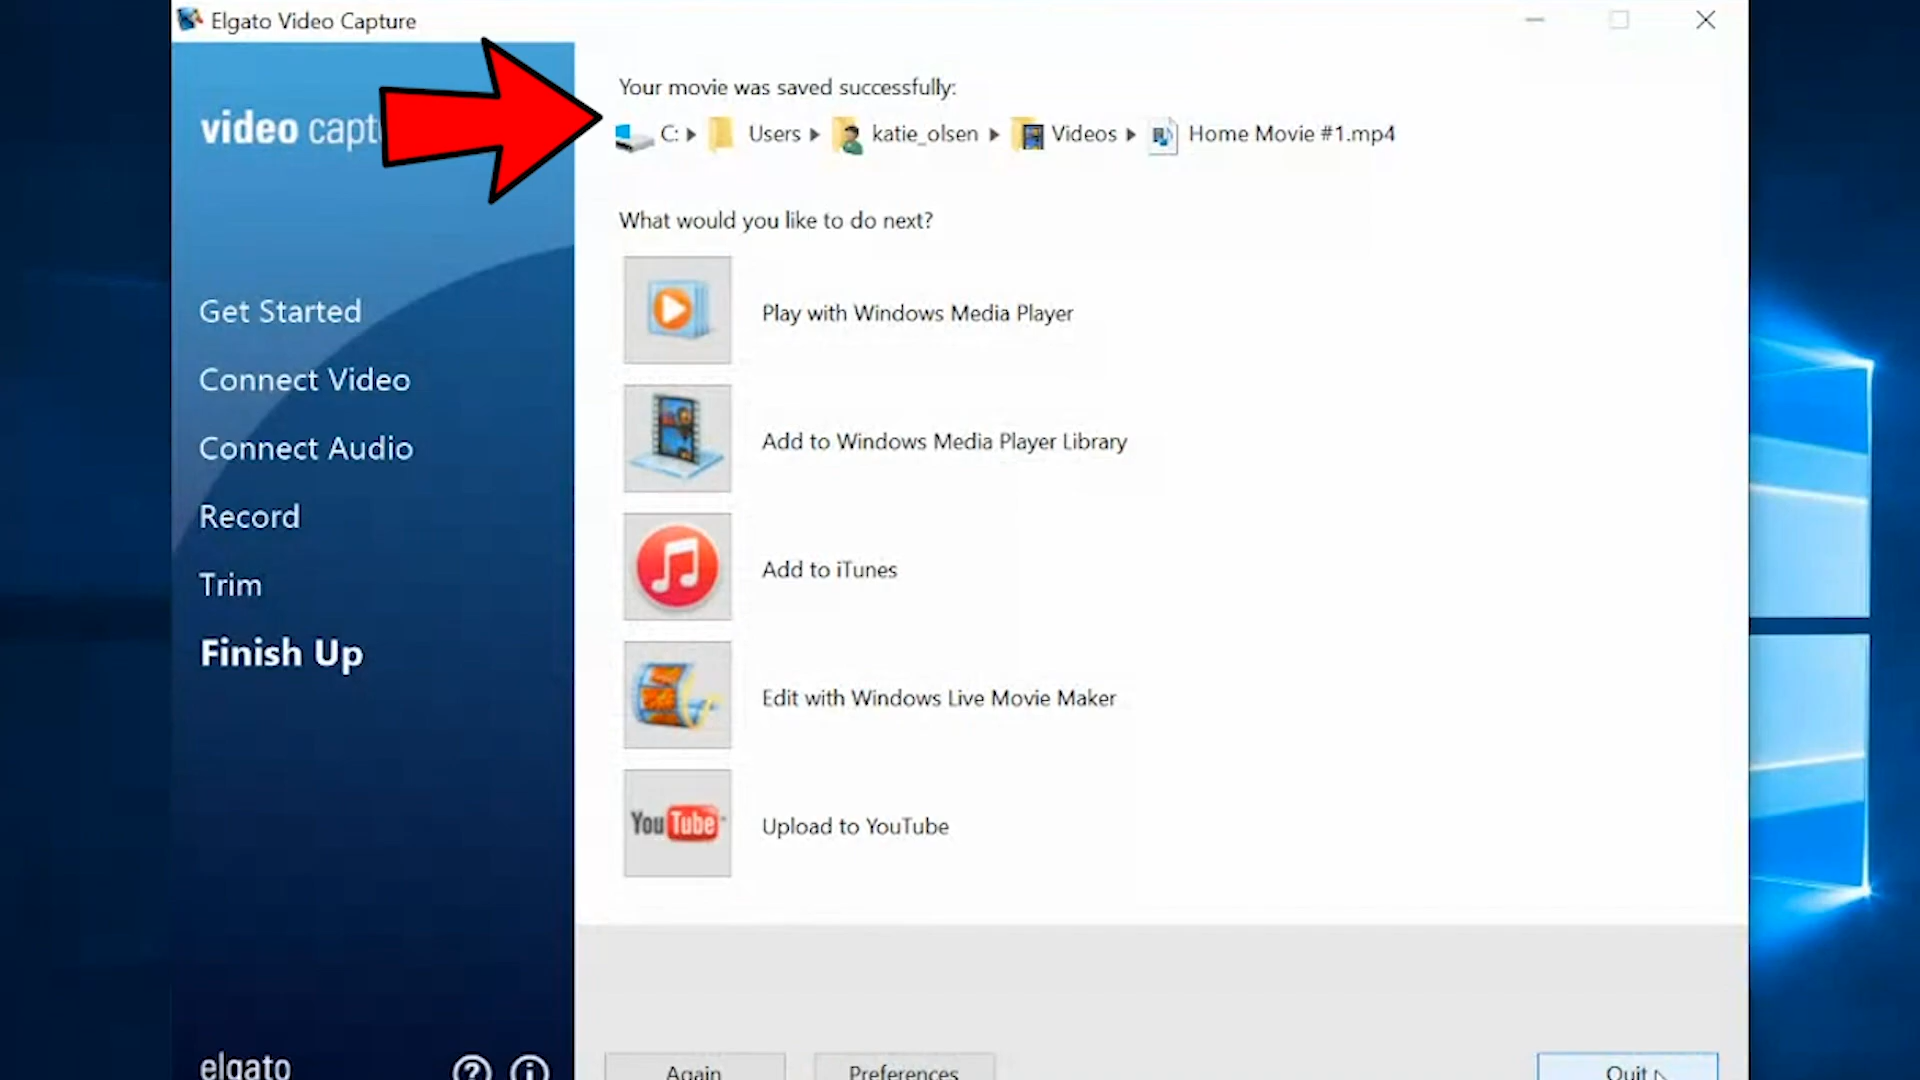 Elgato Video Capture
video capt
Your movie was saved successfully:
C: Users katie_olsen Videos Home Movie #1.mp4
What would you like to do next?
Get Started
Connect Video
Connect Audio
Record
Trim
Finish Up
Play with Windows Media Player
Add to Windows Media Player Library
Add to iTunes
Edit with Windows Live Movie Maker
YouTube
Upload to YouTube
elgato
Again
Preferences
Quit